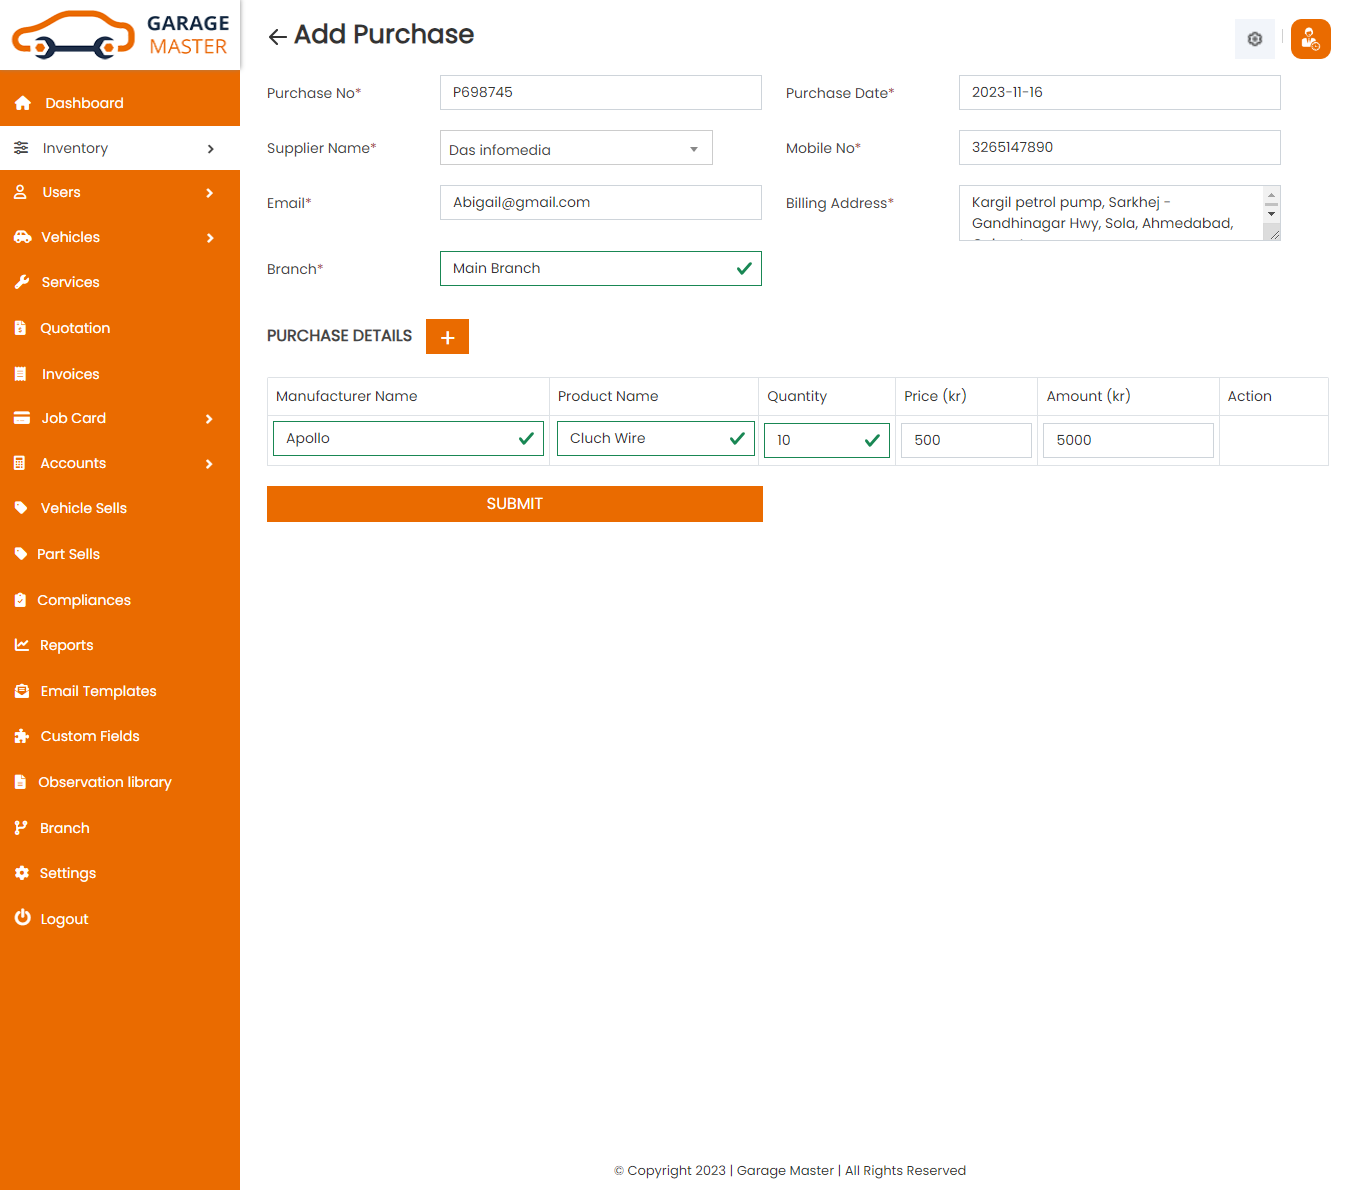 GARAGE
MASTER
Dashboard
Inventory
Users
Vehicles
Services
Quotation
Invoices
Job Card
Accounts
Vehicle Sells
Part Sells
Compliances
Reports
Email Templates
Custom Fields
Observation library
Branch
Settings
Logout
Add Purchase
Purchase No* P698745 Purchase Date* 2023-11-16
Supplier Name* Das infomedia Mobile No* 3265147890
Email* Abigail@gmail.com Billing Address* Kargil petrol pump, Sarkhej -
Gandhinagar Hwy, Sola, Ahmedabad,
Branch* Main Branch
PURCHASE DETAILS +
Manufacturer Name Product Name Quantity Price (kr) Amount (kr) Action
Apollo Cluch Wire 10 500 5000
SUBMIT
© Copyright 2023 | Garage Master | All Rights Reserved